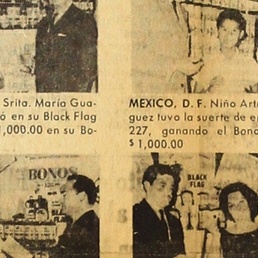 Srita. María Gua-
ó en su Black Flag
1,000.00 en su Bo-
MEXICO, D. F. Niño Art
guez tuvo la suerte de e
227, ganando el Bono
$ 1,000.00
BONOS
BLACK
FLAG